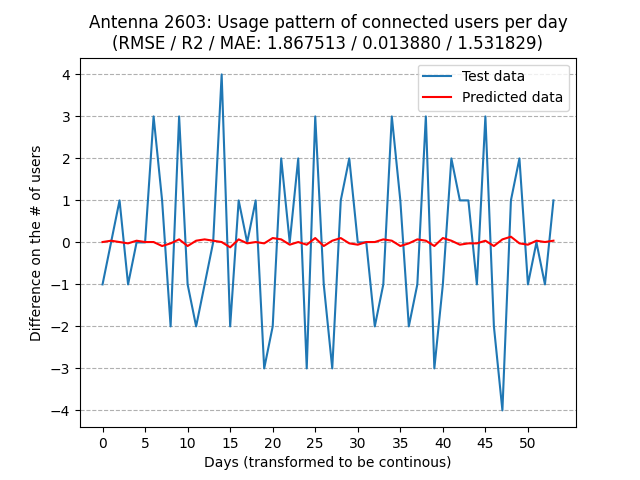 Antenna 2603: Usage pattern of connected users per day
(RMSE / R2 / MAE: 1.867513 / 0.013880 / 1.531829)
Test data
Predicted data
Difference on the # of users
4
3
2
1
0
−1
−2
−3
−4
0 5 10 15 20 25 30 35 40 45 50
Days (transformed to be continous)